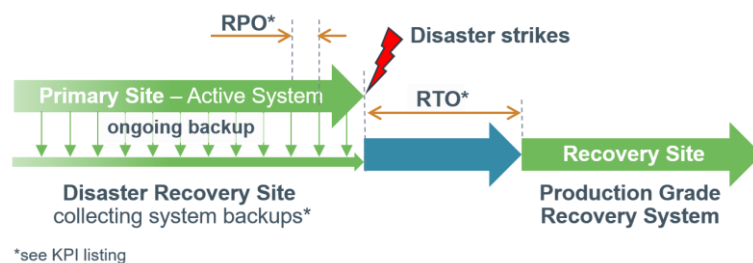 RPO*
Disaster strikes
Primary Site – Active System
RTO*
ongoing backup
Recovery Site
Disaster Recovery Site
collecting system backups*
Production Grade
Recovery System
*see KPI listing